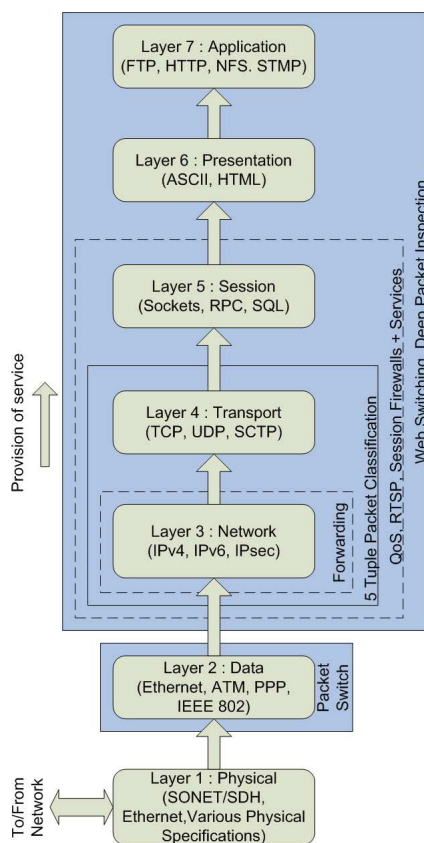 Layer 7 : Application
(FTP, HTTP, NFS. STMP)
Layer 6 : Presentation
(ASCII, HTML)
Layer 5 : Session
(Sockets, RPC, SQL)
Layer 4 : Transport
(TCP, UDP, SCTP)
Layer 3 : Network
(IPv4, IPv6, IPsec)
Forwarding
5 Tuple Packet Classification
QoS, RTSP, Session Firewalls + Services
Web Switching, Deep Packet Inspection
Provision of service
Layer 2 : Data
(Ethernet, ATM, PPP,
IEEE 802)
Packet
Switch
Layer 1 : Physical
(SONET/SDH,
Ethernet,Various Physical
Specifications)
To/From
Network